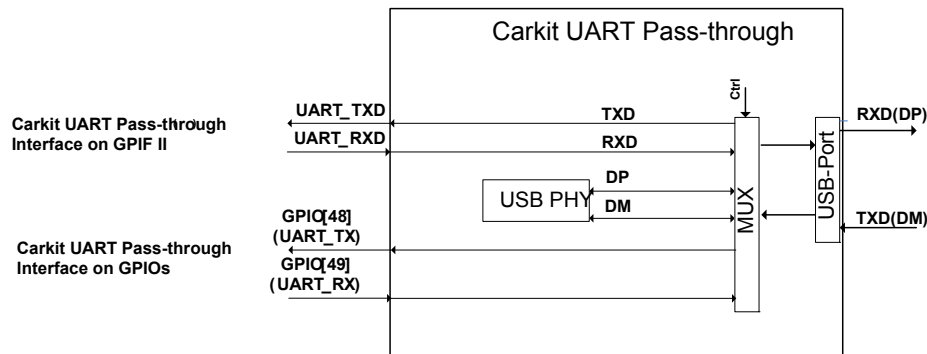 Carkit UART Pass-through
Ctrl
UART_TXD
TXD
RXD(DP)
Carkit UART Pass-through
Interface on GPIF II
UART_RXD
RXD
DP
USB PHY
DM
MUX
USB-Port
TXD(DM)
GPIO[48]
(UART_TX)
Carkit UART Pass-through
Interface on GPIOs
GPIO[49]
(UART_RX)